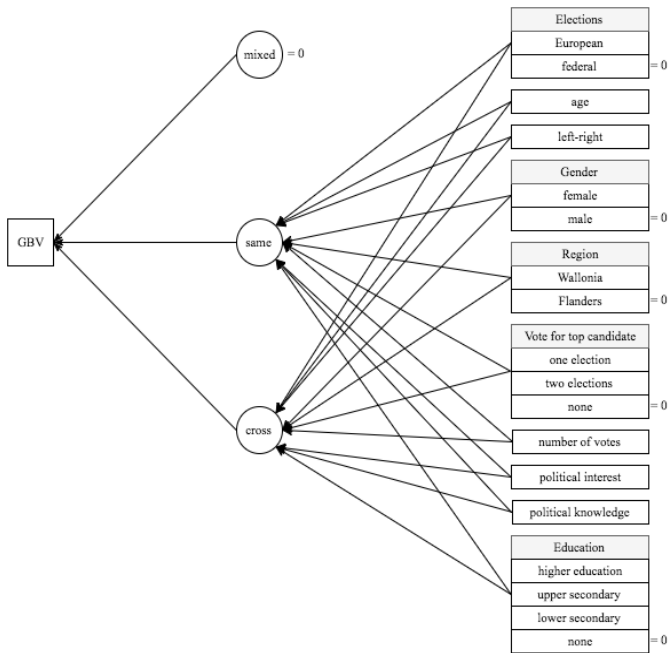 mixed
= 0
GBV
same
cross
Elections
European
federal
= 0
age
left-right
Gender
female
male
= 0
Region
Wallonia
Flanders
= 0
Vote for top candidate
one election
two elections
none
= 0
number of votes
political interest
political knowledge
Education
higher education
upper secondary
lower secondary
none
= 0